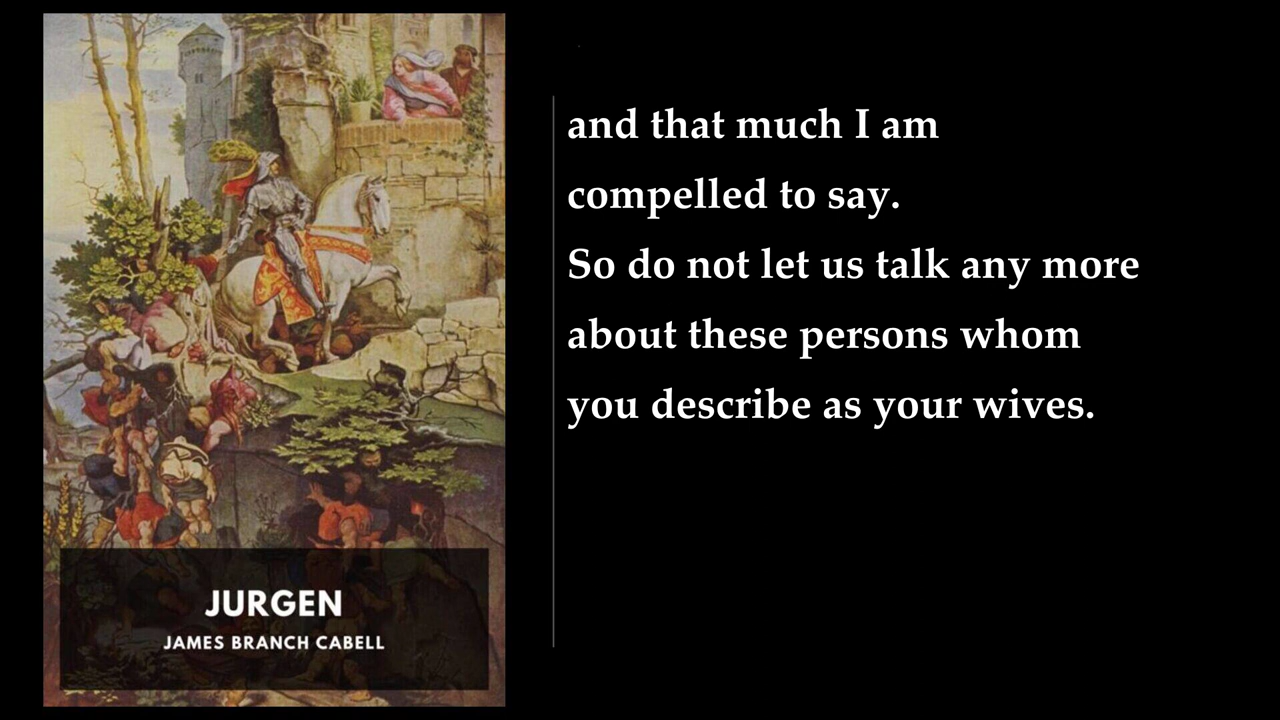 and that much I am
compelled to say.
So do not let us talk any more
about these persons whom
you describe as your wives.
JURGEN
JAMES BRANCH CABELL